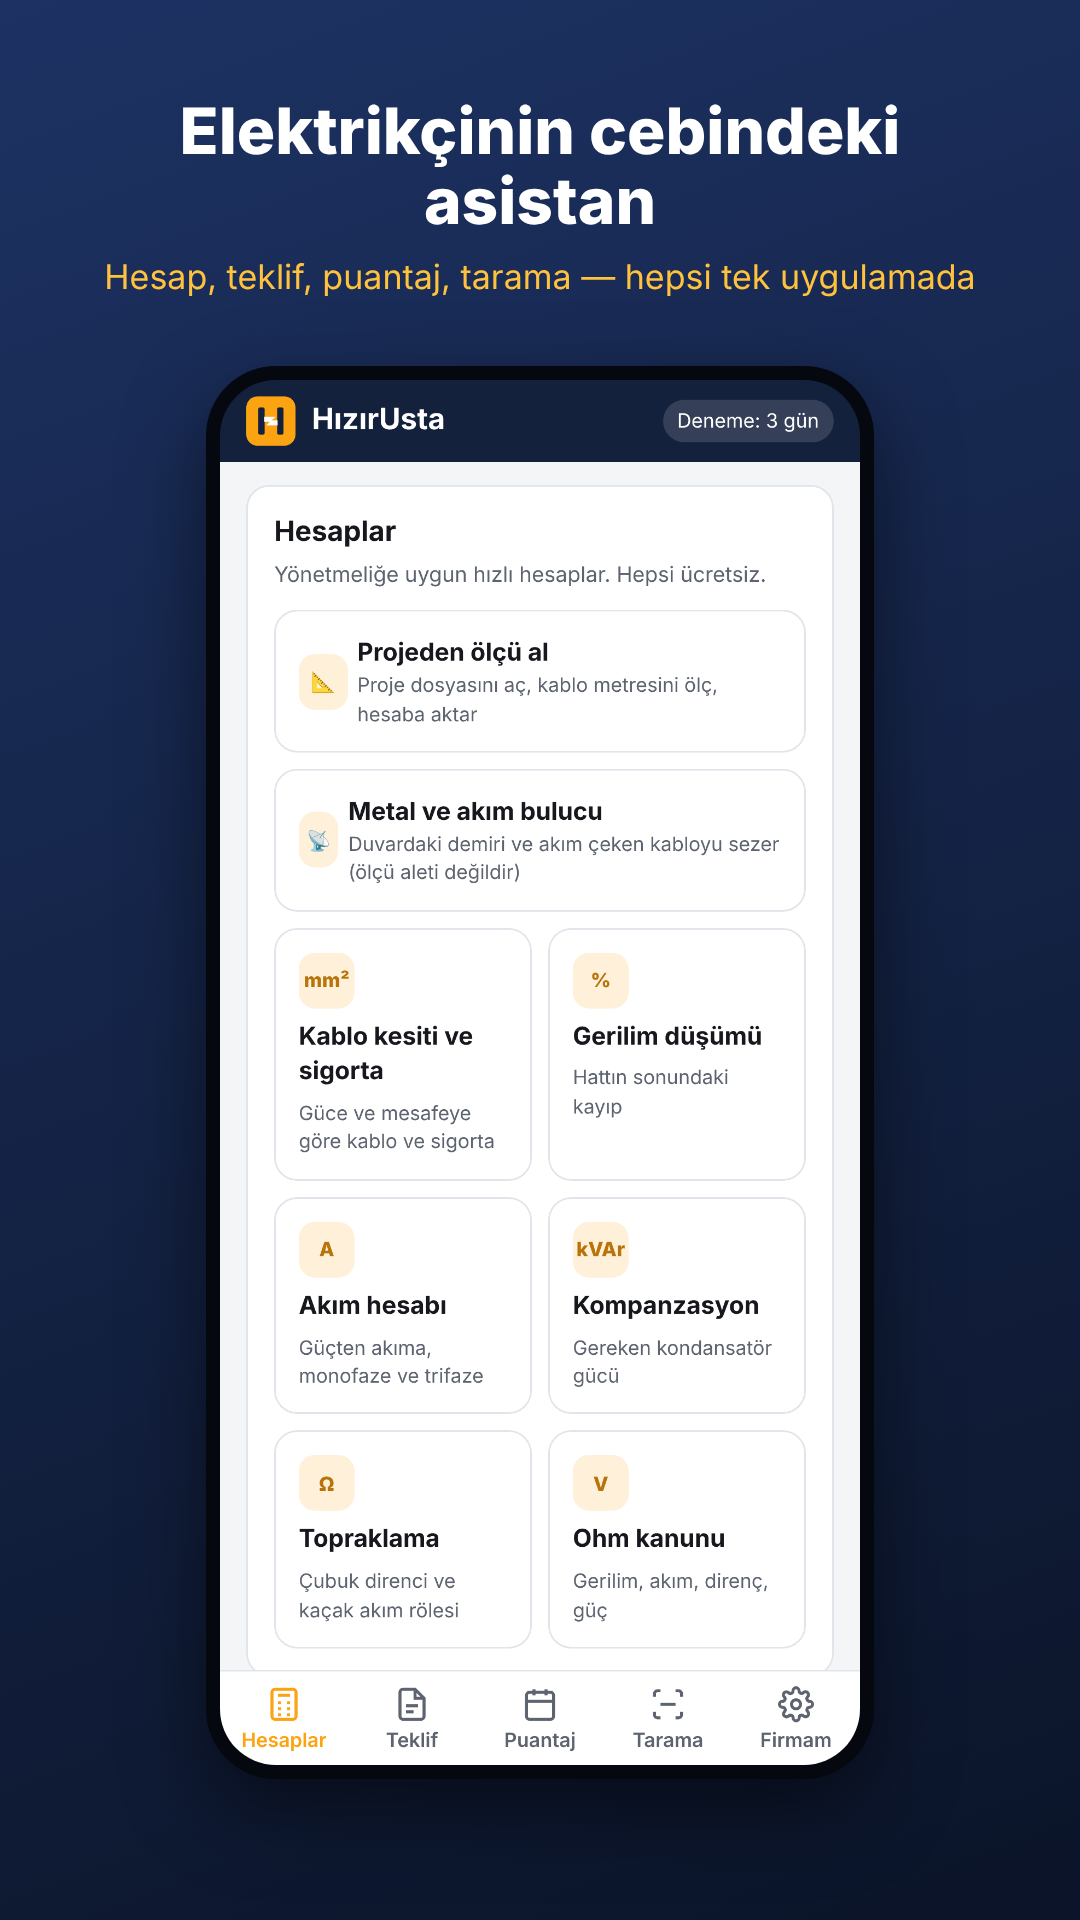 Elektrikçinin cebindeki
asistan
Hesap, teklif, puantaj, tarama — hepsi tek uygulamada
H HızırUsta
Deneme: 3 gün
Hesaplar
Yönetmeliğe uygun hızlı hesaplar. Hepsi ücretsiz.
Projeden ölçü al
Proje dosyasını aç, kablo metresini ölç,
hesaba aktar
Metal ve akım bulucu
Duvardaki demiri ve akım çeken kabloyu sezer
(ölçü aleti değildir)
mm²
Kablo kesiti ve
sigorta
Güce ve mesafeye
göre kablo ve sigorta
%
Gerilim düşümü
Hattın sonundaki
kayıp
A
Akım hesabı
Güçten akıma,
monofaze ve trifaze
kVAr
Kompanzasyon
Gereken kondansatör
gücü
Ω
Topraklama
Çubuk direnci ve
kaçak akım rölesi
V
Ohm kanunu
Gerilim, akım, direnç,
güç
Hesaplar
Teklif
Puantaj
Tarama
Firmam